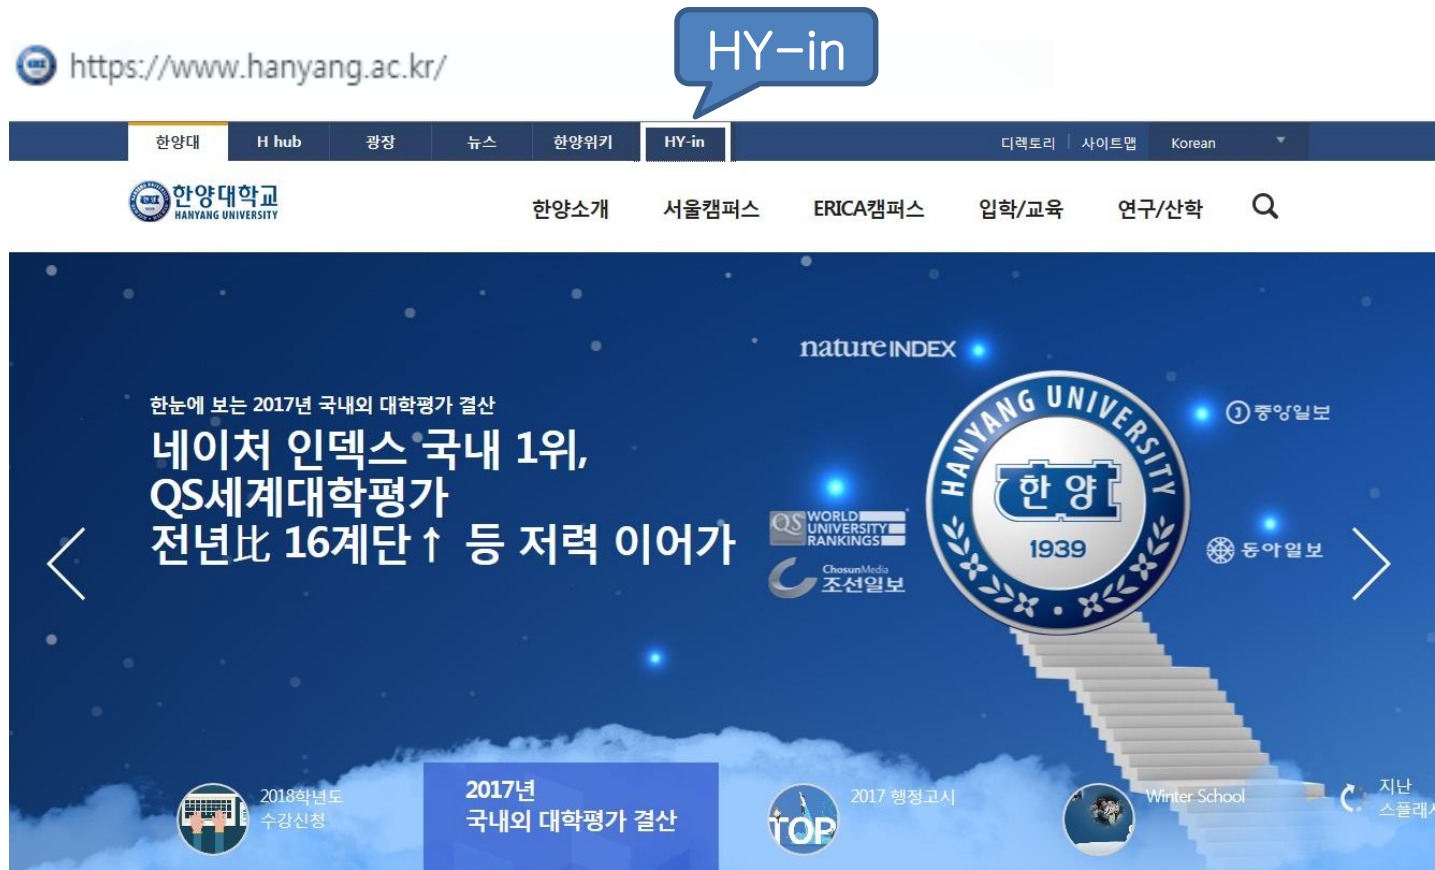 HY-in
https://www.hanyang.ac.kr/
한양대
H hub
광장
뉴스
한양위키
HY-in
디렉토리
사이트맵
Korean
한양대학교
HANYANG UNIVERSITY
한양소개
서울캠퍼스
ERICA캠퍼스
입학/교육
연구/산학
한눈에 보는 2017년 국내외 대학평가 결산
네이처 인덱스 국내 1위,
QS세계대학평가
전년比 16계단↑ 등 저력 이어가
nature INDEX
중앙일보
QS WORLD
UNIVERSITY
RANKINGS
ChosunMedia
조선일보
동아일보
HANYANG UNIVERSITY
한양
1939
2018학년도
수강신청
2017년
국내외 대학평가 결산
TOP
2017 행정고시
Winter School
지난
스플래시